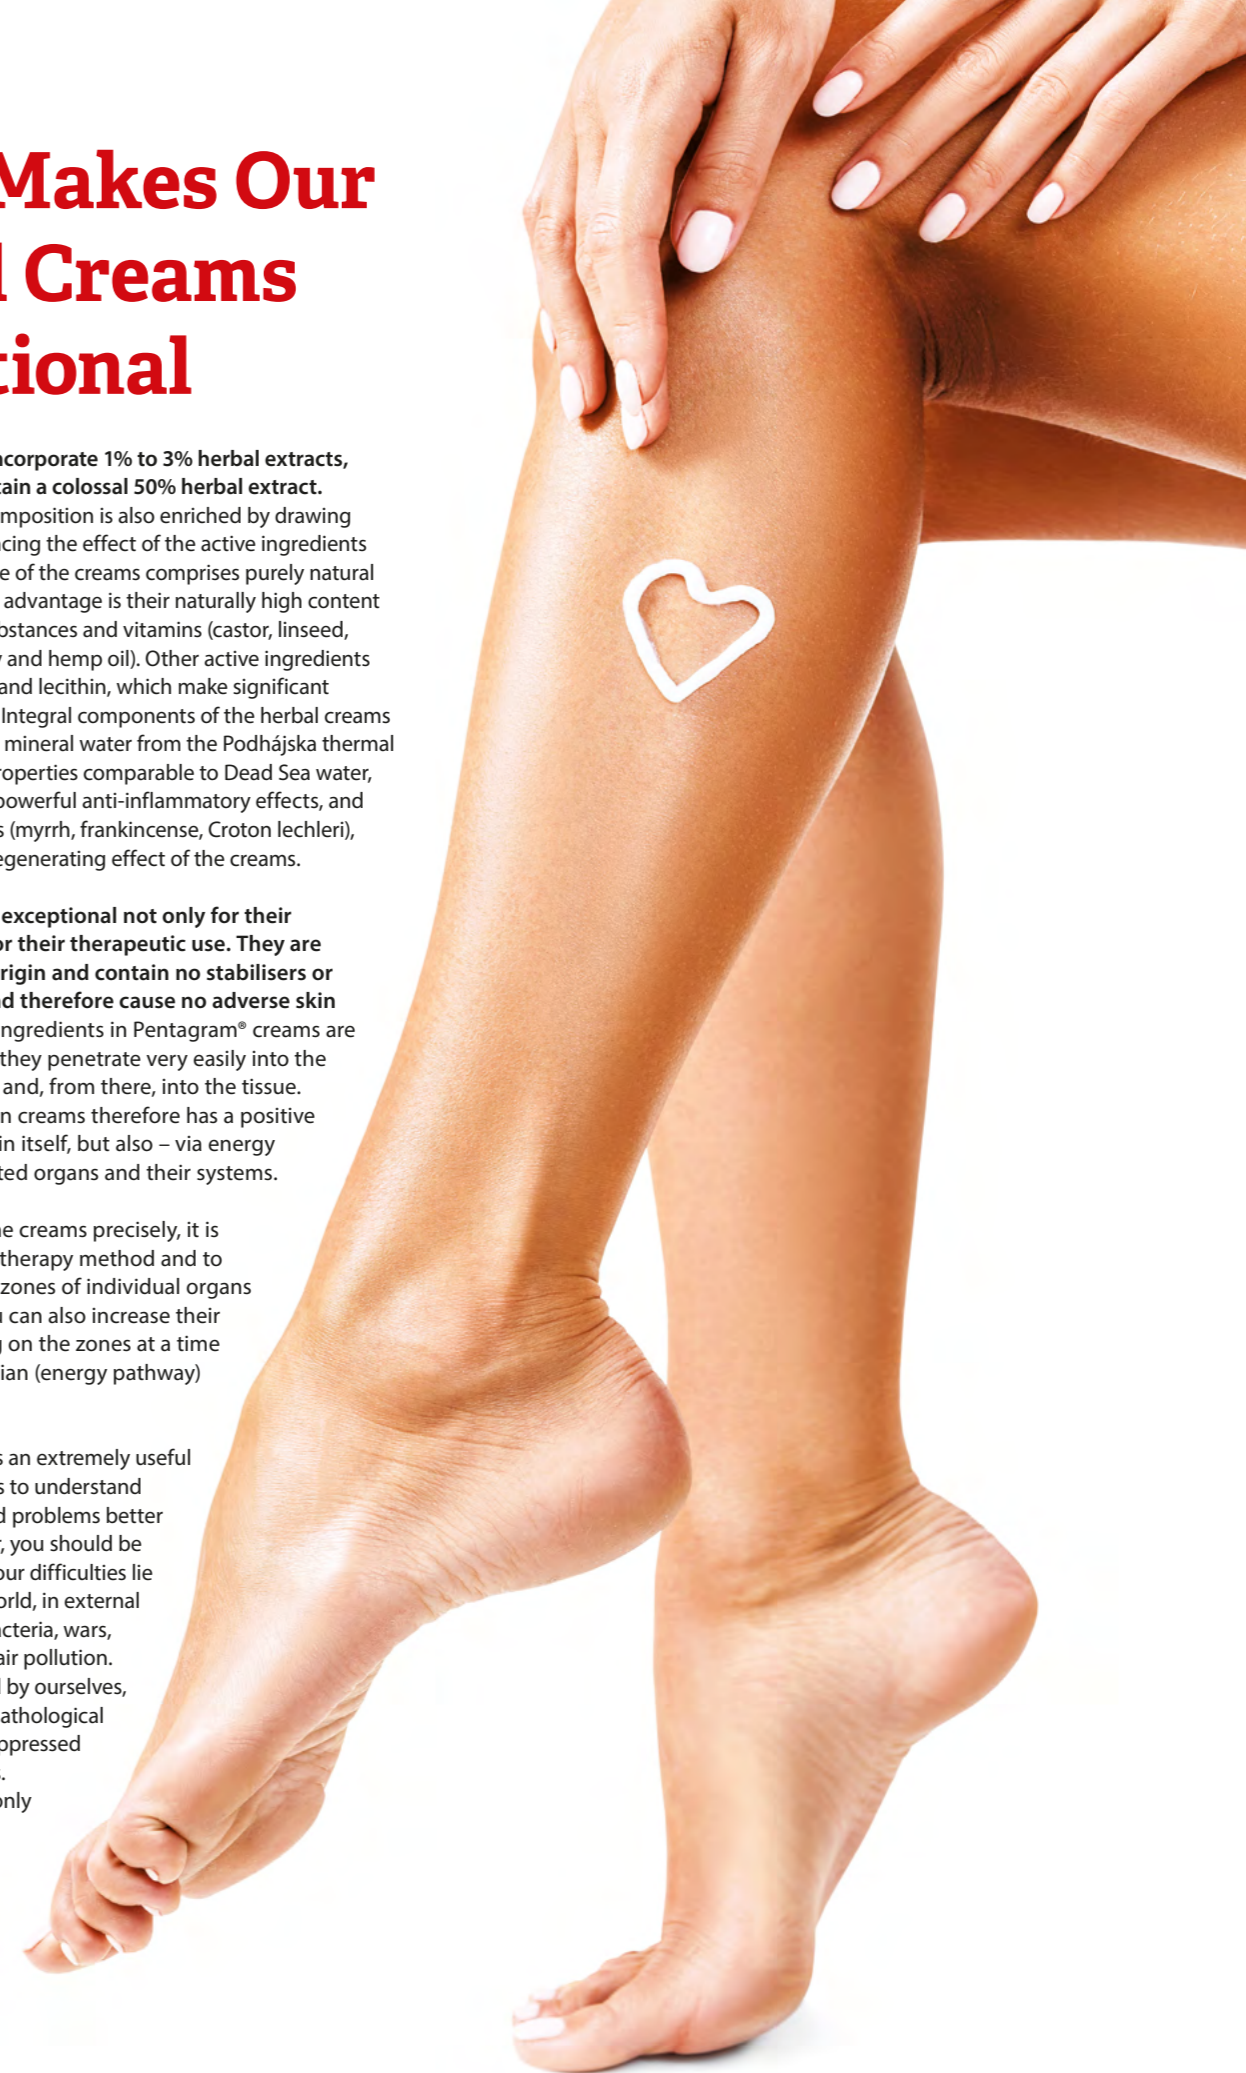 Makes Our
Creams
tional
ncorporate 1% to 3% herbal extracts,
tain a colossal 50% herbal extract.
mposition is also enriched by drawing
cing the effect of the active ingredients
e of the creams comprises purely natural
advantage is their naturally high content
bstances and vitamins (castor, linseed,
y and hemp oil). Other active ingredients
and lecithin, which make significant
Integral components of the herbal creams
mineral water from the Podhájska thermal
roperties comparable to Dead Sea water,
powerful anti-inflammatory effects, and
s (myrrh, frankincense, Croton lechleri),
egenerating effect of the creams.
exceptional not only for their
or their therapeutic use. They are
rigin and contain no stabilisers or
nd therefore cause no adverse skin
ingredients in Pentagram® creams are
they penetrate very easily into the
and, from there, into the tissue.
n creams therefore has a positive
in itself, but also – via energy
ted organs and their systems.
ne creams precisely, it is
therapy method and to
zones of individual organs
u can also increase their
g on the zones at a time
ian (energy pathway)
s an extremely useful
s to understand
d problems better
, you should be
our difficulties lie
orld, in external
acteria, wars,
air pollution.
by ourselves,
athological
ppressed
s.
only